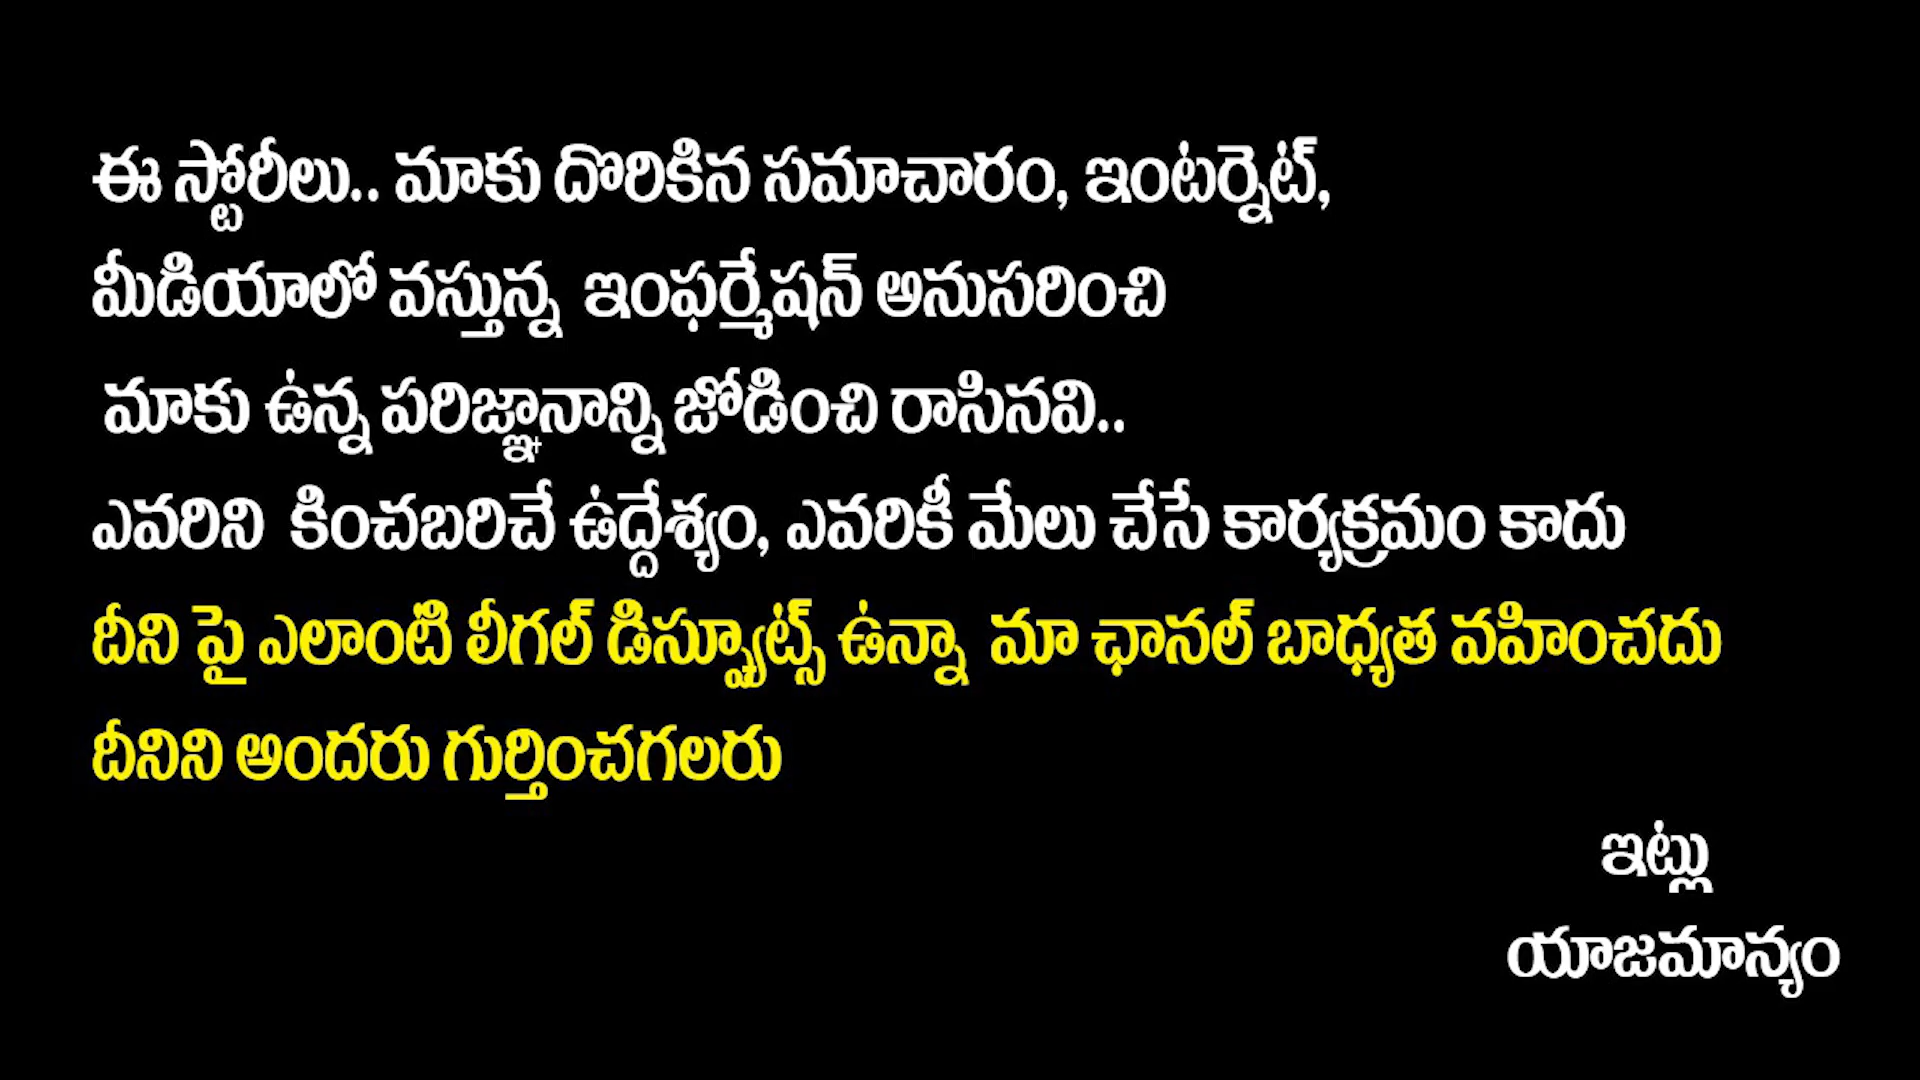 ఈ స్టోరీలు.. మాకు దొరికిన సమాచారం, ఇంటర్నెట్,
మీడియాలో వస్తున్న ఇంఫర్మేషన్ అనుసరించి
మాకు ఉన్న పరిజ్ఞానాన్ని జోడించి రాసినవి..
ఎవరిని కించబరిచే ఉద్దేశ్యం, ఎవరికీ మేలు చేసే కార్యక్రమం కాదు
దీని పై ఎలాంటి లీగల్ డిస్ప్యూట్స్ ఉన్నా మా ఛానల్ బాధ్యత వహించదు
దీనిని అందరు గుర్తించగలరు
ఇట్లు
యాజమాన్యం